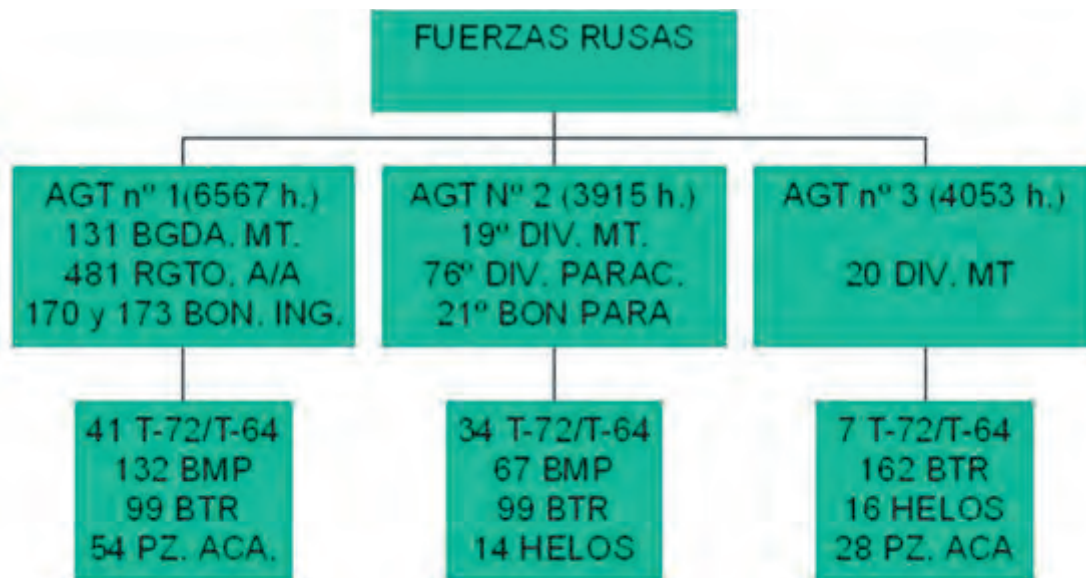 FUERZAS RUSAS
AGT nº 1(6567 h.)
131 BGDA. MT.
481 RGTO. A/A
170 y 173 BON. ING.
AGT Nº 2 (3915 h.)
19º DIV. MT.
76º DIV. PARAC.
21º BON PARA
AGT nº 3 (4053 h.)
20 DIV. MT
41 T-72/T-64
132 BMP
99 BTR
54 PZ. ACA.
34 T-72/T-64
67 BMP
99 BTR
14 HELOS
7 T-72/T-64
162 BTR
16 HELOS
28 PZ. ACA